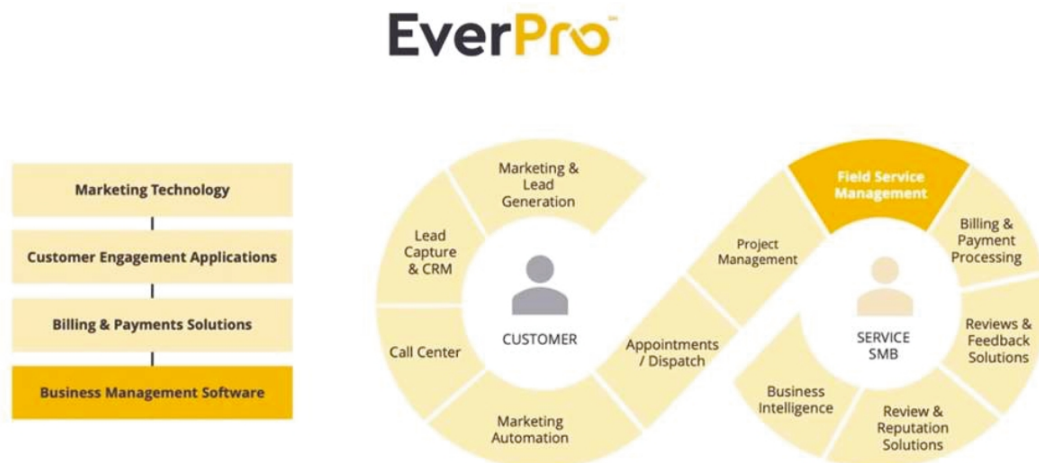 EverPro
Marketing Technology
Customer Engagement Applications
Billing & Payments Solutions
Business Management Software
Marketing &
Lead
Generation
Lead
Capture
& CRM
Call Center
Marketing
Automation
Appointments
/ Dispatch
Project
Management
Field Service
Management
Billing &
Payment
Processing
Reviews &
Feedback
Solutions
Review &
Reputation
Solutions
Business
Intelligence
CUSTOMER
SERVICE
SMB